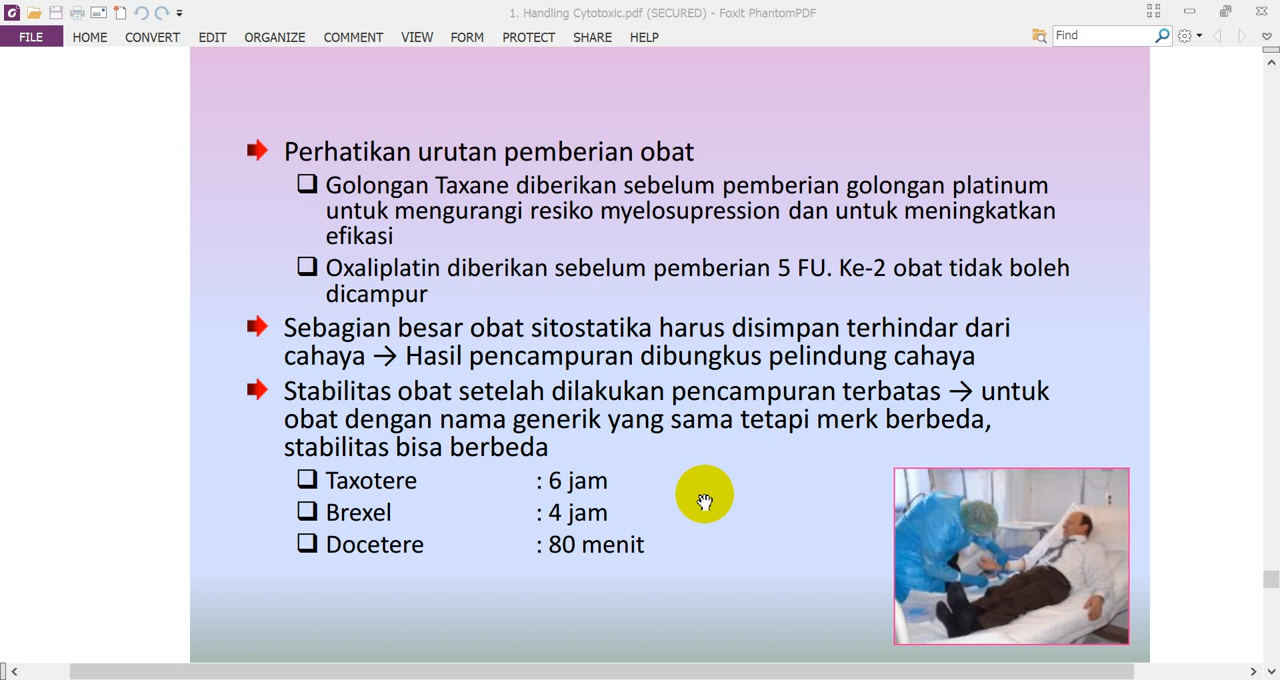 1. Handling Cytotoxic.pdf (SECURED) - Foxit PhantomPDF
FILE HOME CONVERT EDIT ORGANIZE COMMENT VIEW FORM PROTECT SHARE HELP Find
Perhatikan urutan pemberian obat
Golongan Taxane diberikan sebelum pemberian golongan platinum
untuk mengurangi resiko myelosupression dan untuk meningkatkan
efikasi
Oxaliplatin diberikan sebelum pemberian 5 FU. Ke-2 obat tidak boleh
dicampur
Sebagian besar obat sitostatika harus disimpan terhindar dari
cahaya → Hasil pencampuran dibungkus pelindung cahaya
Stabilitas obat setelah dilakukan pencampuran terbatas → untuk
obat dengan nama generik yang sama tetapi merk berbeda,
stabilitas bisa berbeda
Taxotere : 6 jam
Brexel : 4 jam
Docetere : 80 menit